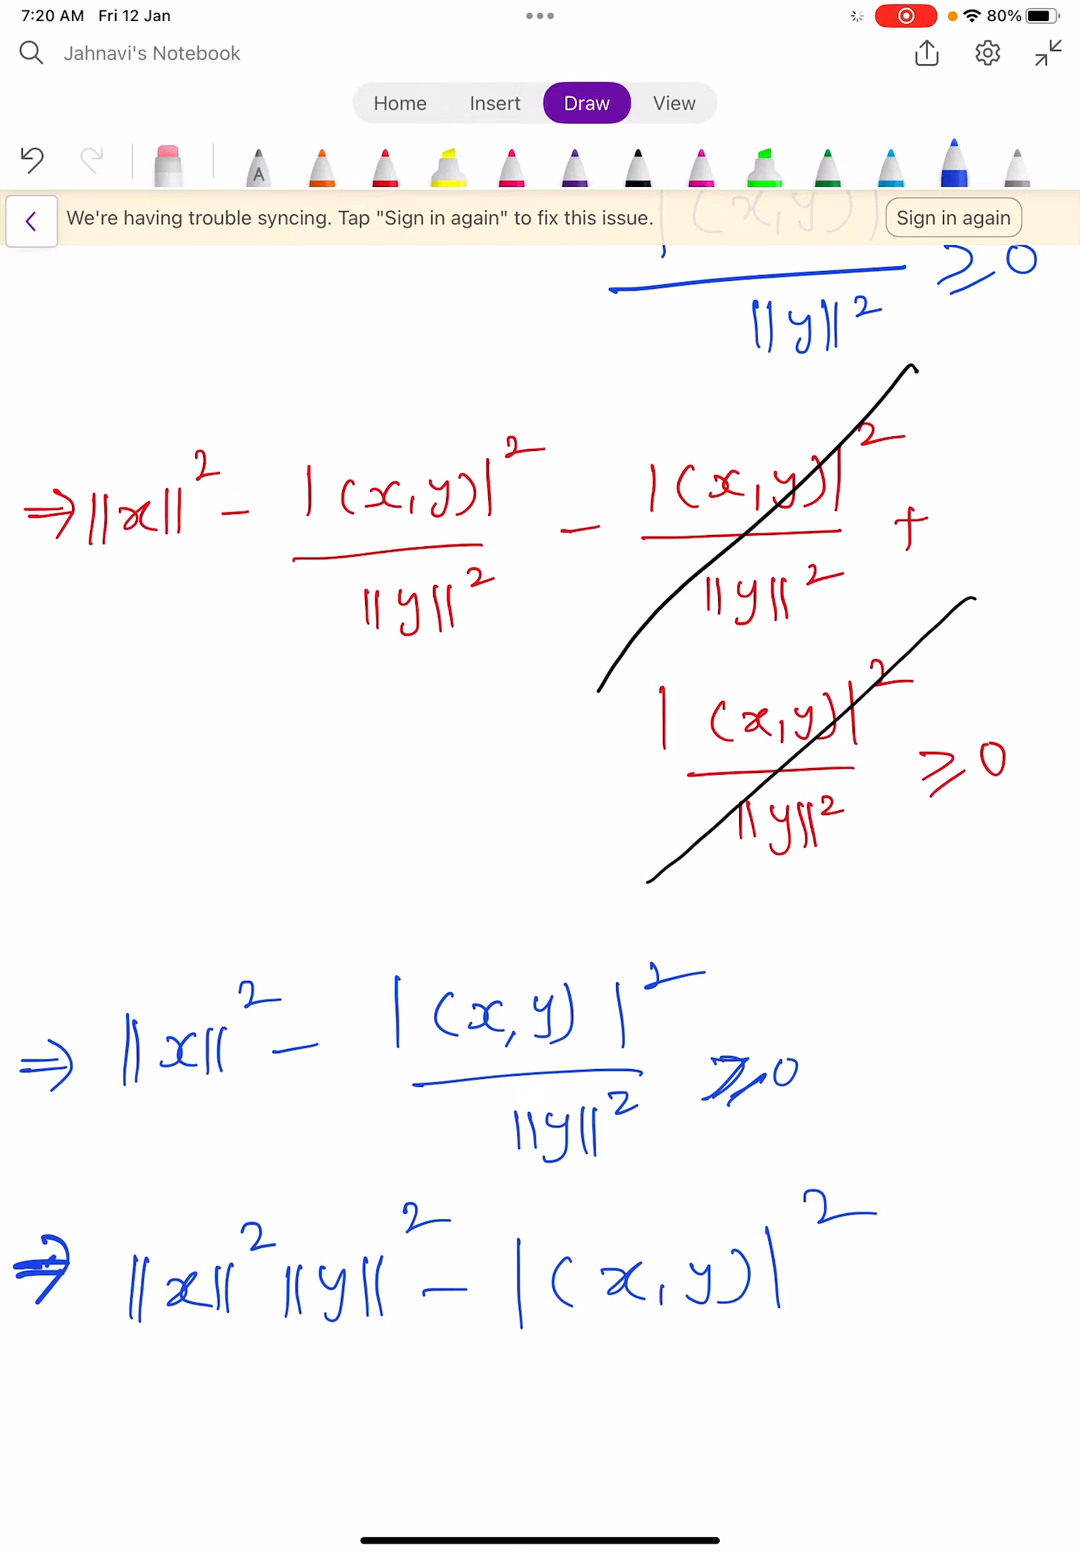 7:20 AM Fri 12 Jan 80%
Jahnavi's Notebook
Home Insert Draw View
A
We're having trouble syncing. Tap "Sign in again" to fix this issue. Sign in again
|(x,y)|
――― ≥ 0
||y||²
⇒ ||x||² - |(x,y)|² / ||y||² - |(x,y)|² / ||y||² +
|(x,y)|² / ||y||² ≥ 0
⇒ ||x||² - |(x,y)|² / ||y||² ≥ 0
⇒ ||x||² ||y||² - |(x,y)|²